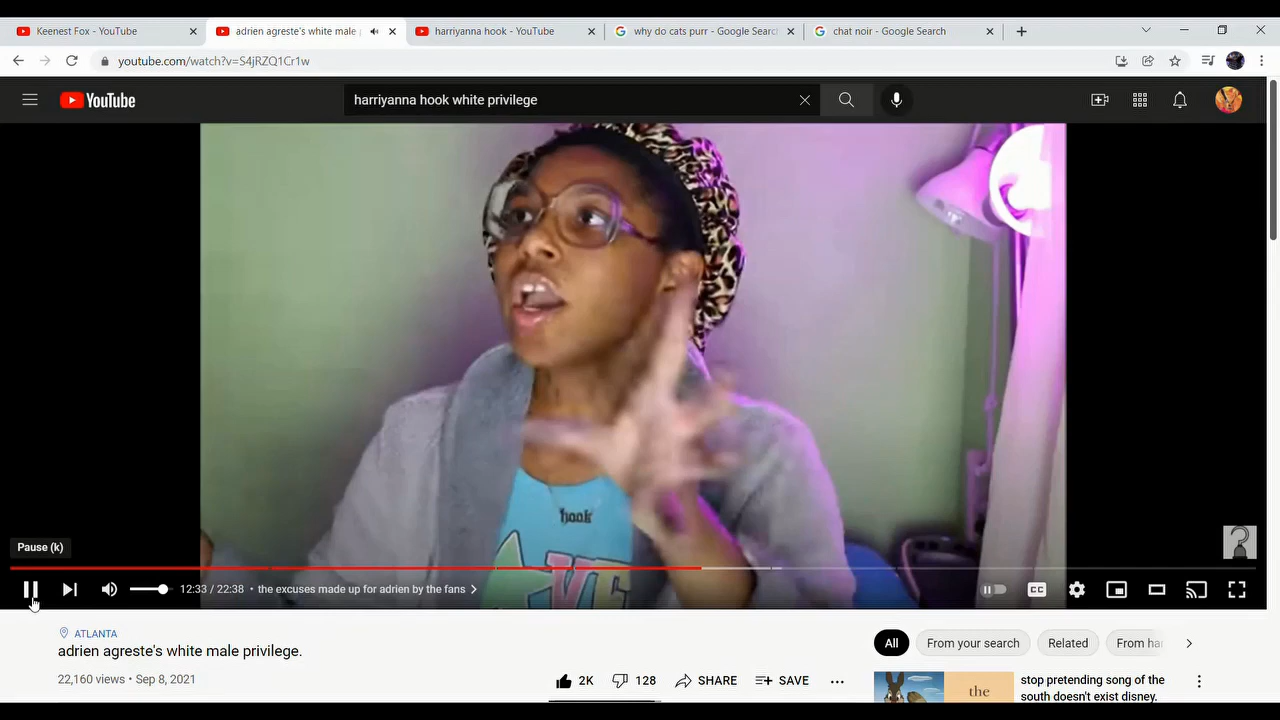 Keenest Fox - YouTube
adrien agreste's white male
harriyanna hook - YouTube
why do cats purr - Google Searc
chat noir - Google Search
youtube.com/watch?v=S4jRZQ1Cr1w
YouTube
harriyanna hook white privilege
hook
Pause (k)
12:33 / 22:38 • the excuses made up for adrien by the fans
CC
ATLANTA
adrien agreste's white male privilege.
22,160 views • Sep 8, 2021
2K
128
SHARE
SAVE
All
From your search
Related
From ha
the
stop pretending song of the
south doesn't exist disney.